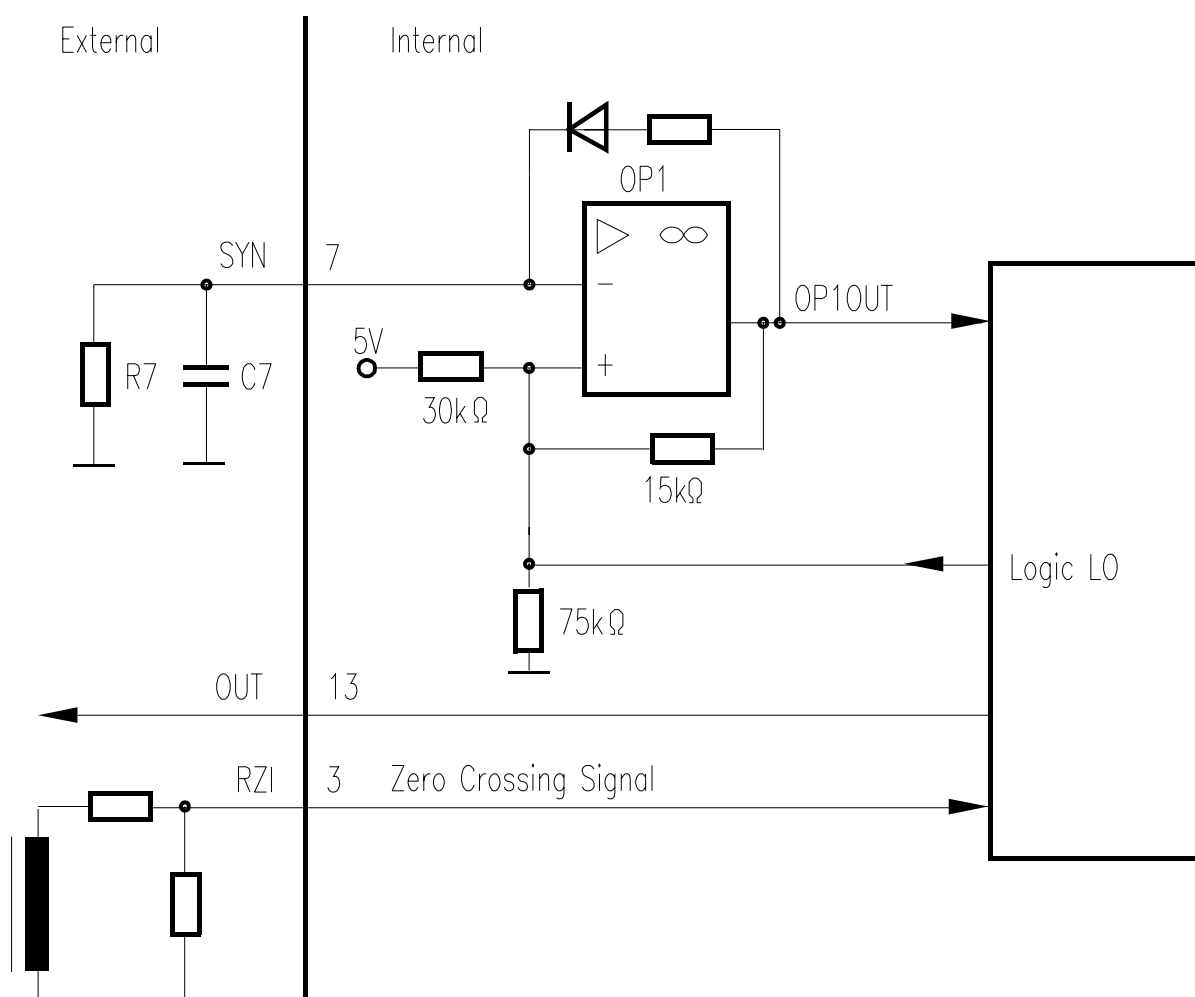 External
Internal
OP1
SYN
7
OP1OUT
5V
R7
C7
+
−
30kΩ
15kΩ
Logic LO
75kΩ
OUT
13
RZI
3
Zero Crossing Signal